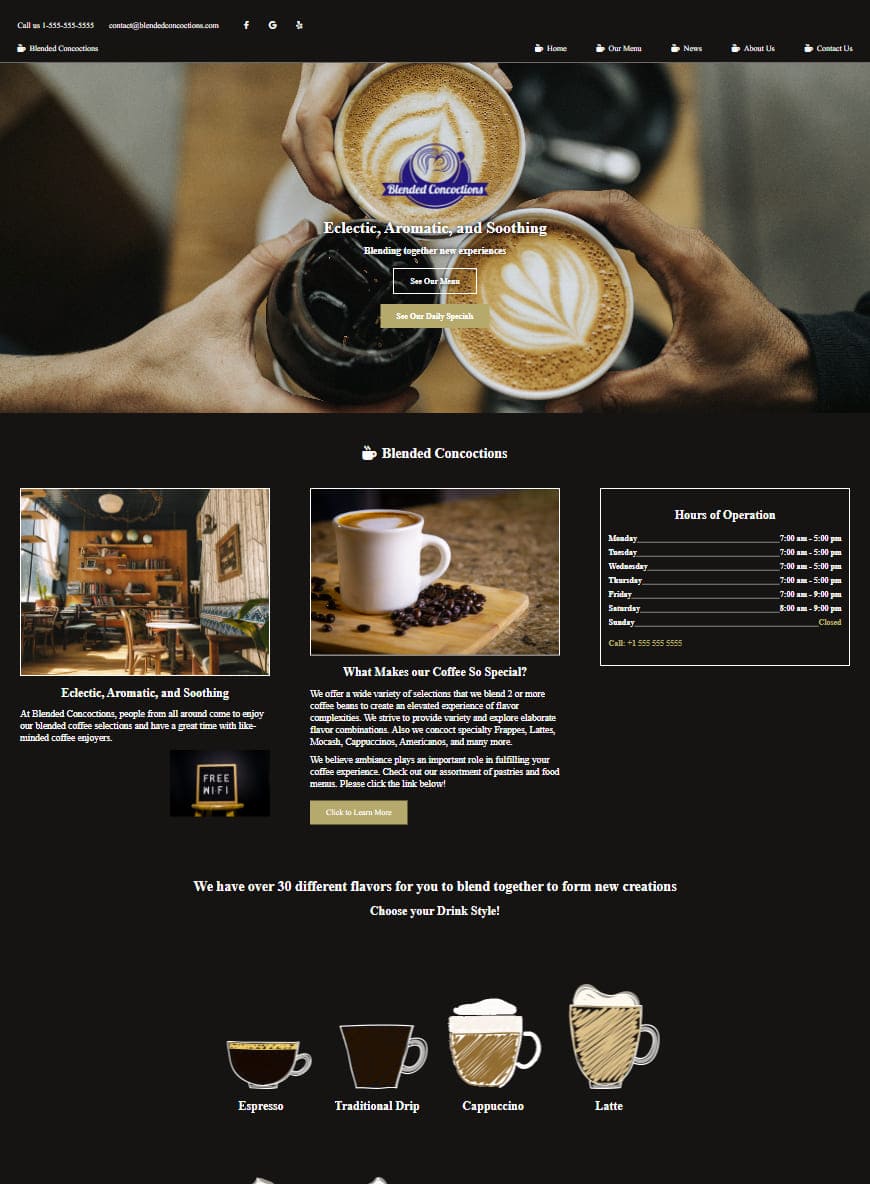 Call us 1-555-555-5555 contact@blendedconcoctions.com
Blended Concoctions Home Our Menu News About Us Contact Us
Blended Concoctions
Eclectic, Aromatic, and Soothing
Blending together new experiences
See Our Menu
See Our Daily Specials
Blended Concoctions
Eclectic, Aromatic, and Soothing
At Blended Concoctions, people from all around come to enjoy
our blended coffee selections and have a great time with like-
minded coffee enjoyers.
FREE
WIFI
What Makes our Coffee So Special?
We offer a wide variety of selections that we blend 2 or more
coffee beans to create an elevated experience of flavor
complexities. We strive to provide variety and explore elaborate
flavor combinations. Also we concoct specialty Frappes, Lattes,
Mocash, Cappuccinos, Americanos, and many more.
We believe ambiance plays an important role in fulfilling your
coffee experience. Check out our assortment of pastries and food
menus. Please click the link below!
Click to Learn More
Hours of Operation
Monday 7:00 am - 5:00 pm
Tuesday 7:00 am - 5:00 pm
Wednesday 7:00 am - 5:00 pm
Thursday 7:00 am - 5:00 pm
Friday 7:00 am - 9:00 pm
Saturday 8:00 am - 9:00 pm
Sunday Closed
Call: +1 555 555 5555
We have over 30 different flavors for you to blend together to form new creations
Choose your Drink Style!
Espresso Traditional Drip Cappuccino Latte